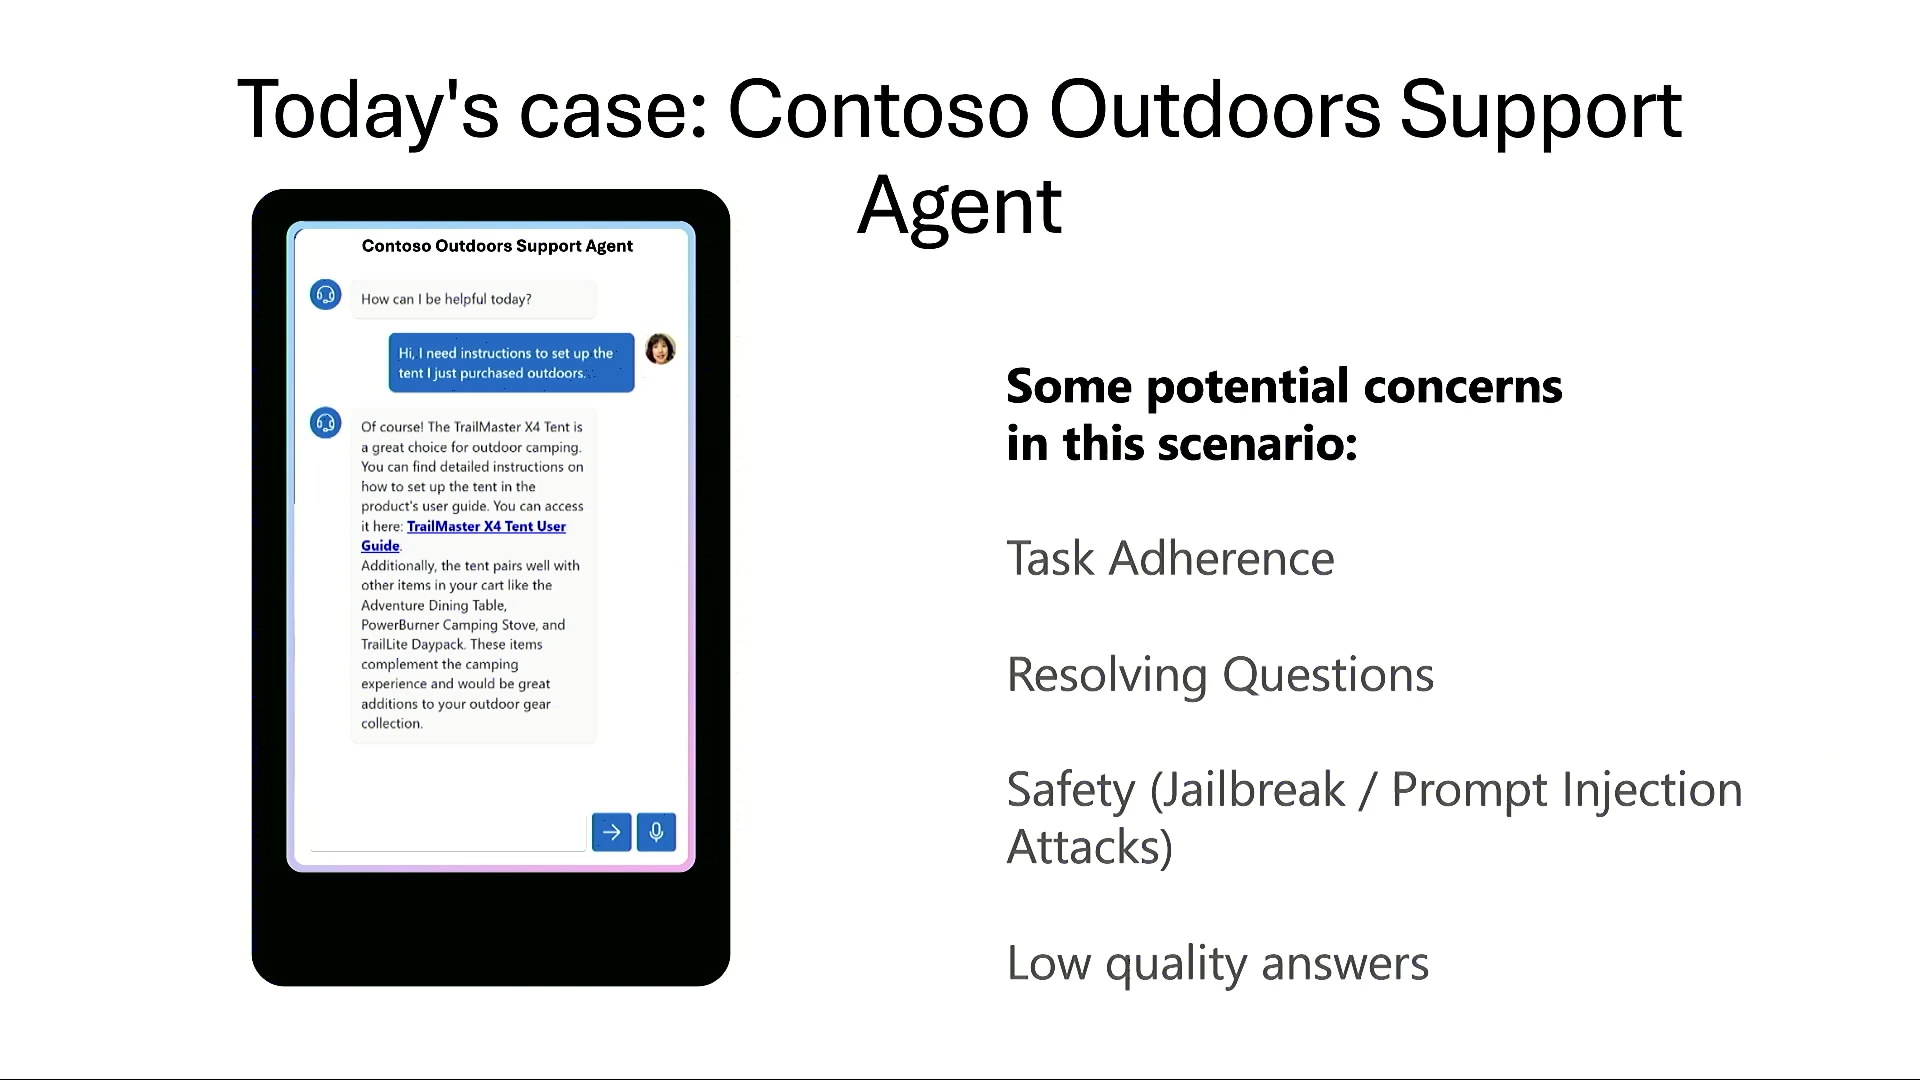 Today's case: Contoso Outdoors Support
Agent
Contoso Outdoors Support Agent
How can I be helpful today?
Hi, I need instructions to set up the
tent I just purchased outdoors.
Of course! The TrailMaster X4 Tent is
a great choice for outdoor camping.
You can find detailed instructions on
how to set up the tent in the
product's user guide. You can access
it here: TrailMaster X4 Tent User
Guide.
Additionally, the tent pairs well with
other items in your cart like the
Adventure Dining Table,
PowerBurner Camping Stove, and
TrailLite Daypack. These items
complement the camping
experience and would be great
additions to your outdoor gear
collection.
Some potential concerns
in this scenario:
Task Adherence
Resolving Questions
Safety (Jailbreak / Prompt Injection
Attacks)
Low quality answers